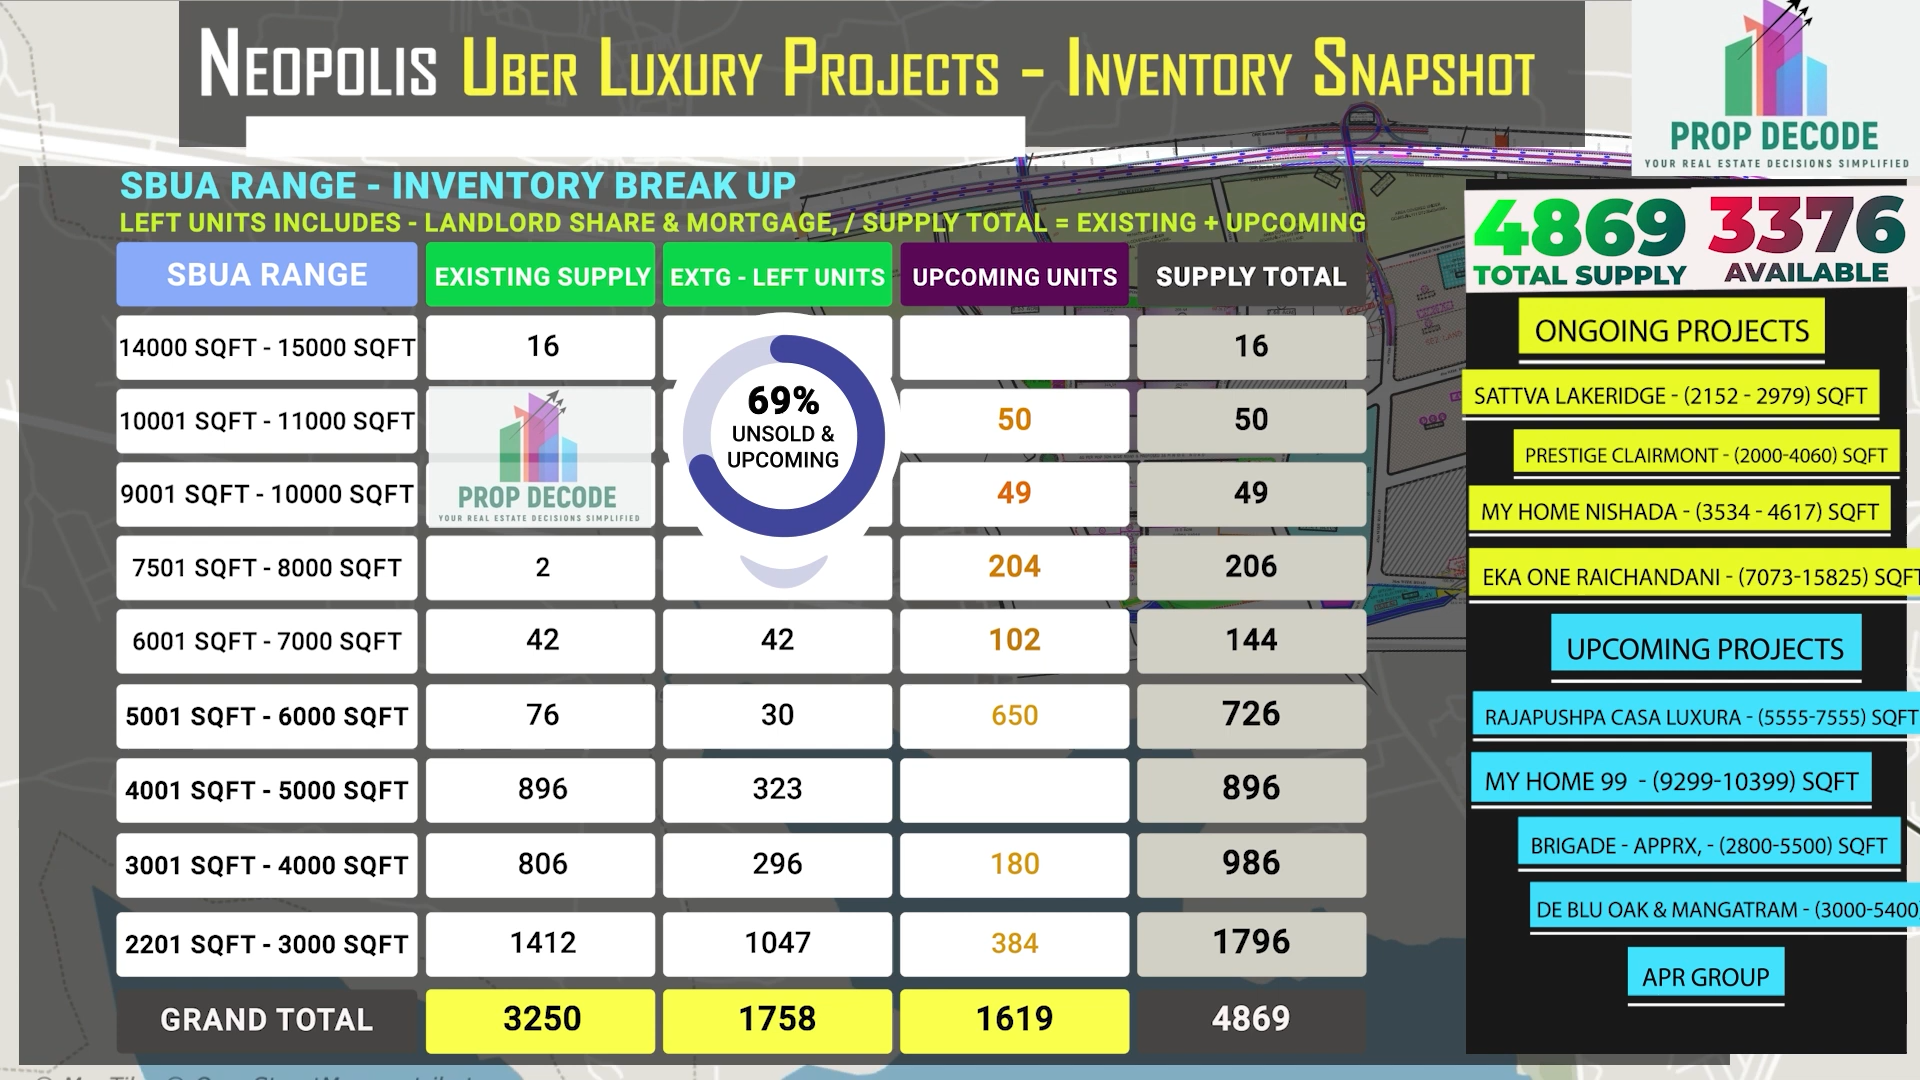 NEOPOLIS UBER LUXURY PROJECTS - INVENTORY SNAPSHOT
PROP DECODE
YOUR REAL ESTATE DECISIONS SIMPLIFIED
SBUA RANGE - INVENTORY BREAK UP
LEFT UNITS INCLUDES - LANDLORD SHARE & MORTGAGE, / SUPPLY TOTAL = EXISTING + UPCOMING
SBUA RANGE EXISTING SUPPLY EXTG - LEFT UNITS UPCOMING UNITS SUPPLY TOTAL
14000 SQFT - 15000 SQFT 16 16
10001 SQFT - 11000 SQFT 50 50
9001 SQFT - 10000 SQFT 49 49
7501 SQFT - 8000 SQFT 2 204 206
6001 SQFT - 7000 SQFT 42 42 102 144
5001 SQFT - 6000 SQFT 76 30 650 726
4001 SQFT - 5000 SQFT 896 323 896
3001 SQFT - 4000 SQFT 806 296 180 986
2201 SQFT - 3000 SQFT 1412 1047 384 1796
GRAND TOTAL 3250 1758 1619 4869
PROP DECODE
YOUR REAL ESTATE DECISIONS SIMPLIFIED
69%
UNSOLD &
UPCOMING
4869 3376
TOTAL SUPPLY AVAILABLE
ONGOING PROJECTS
SATTVA LAKERIDGE - (2152 - 2979) SQFT
PRESTIGE CLAIRMONT - (2000-4060) SQFT
MY HOME NISHADA - (3534 - 4617) SQFT
EKA ONE RAICHANDANI - (7073-15825) SQFT
UPCOMING PROJECTS
RAJAPUSHPA CASA LUXURA - (5555-7555) SQFT
MY HOME 99 - (9299-10399) SQFT
BRIGADE - APPRX, - (2800-5500) SQFT
DE BLU OAK & MANGATRAM - (3000-5400)
APR GROUP